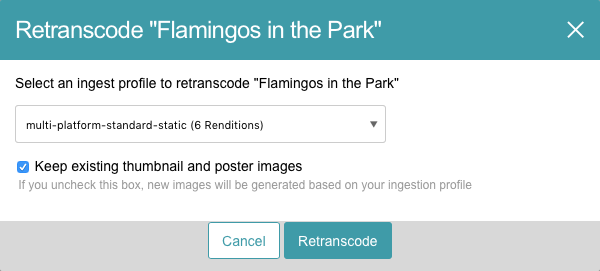 Retranscode "Flamingos in the Park"
Select an ingest profile to retranscode "Flamingos in the Park"
multi-platform-standard-static (6 Renditions)
Keep existing thumbnail and poster images
If you uncheck this box, new images will be generated based on your ingestion profile
Cancel Retranscode